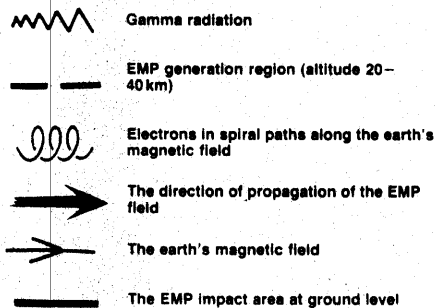 Gamma radiation
EMP generation region (altitude 20–
40 km)
Electrons in spiral paths along the earth's
magnetic field
The direction of propagation of the EMP
field
The earth's magnetic field
The EMP impact area at ground level